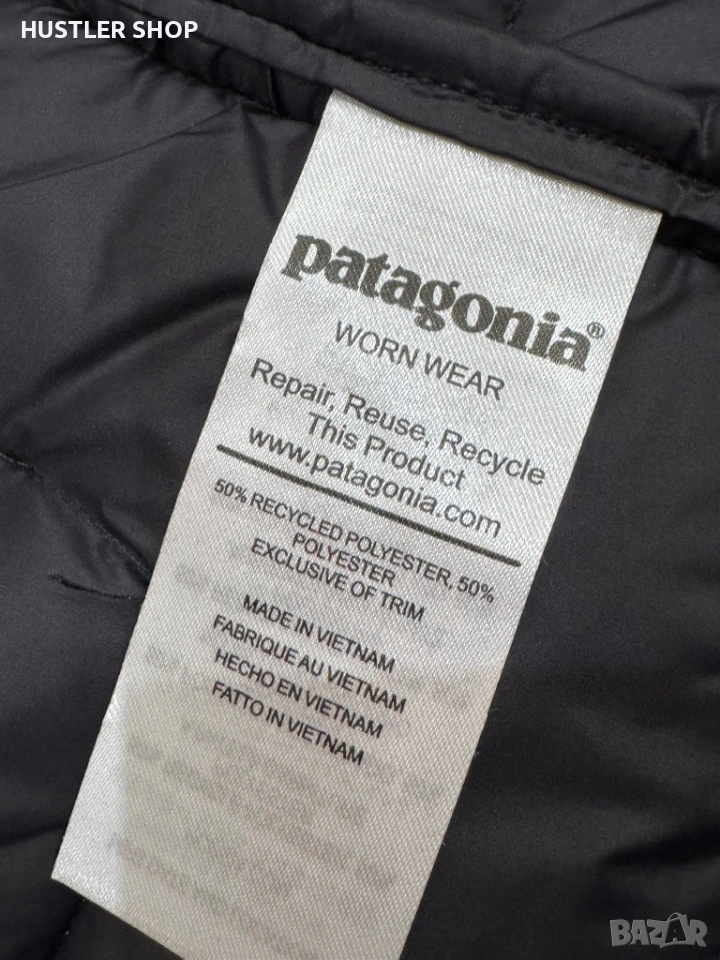 HUSTLER SHOP
patagonia®
WORN WEAR
Repair, Reuse, Recycle
This Product
www.patagonia.com
50% RECYCLED POLYESTER, 50%
POLYESTER
EXCLUSIVE OF TRIM
MADE IN VIETNAM
FABRIQUE AU VIETNAM
HECHO EN VIETNAM
FATTO IN VIETNAM
BAZAR